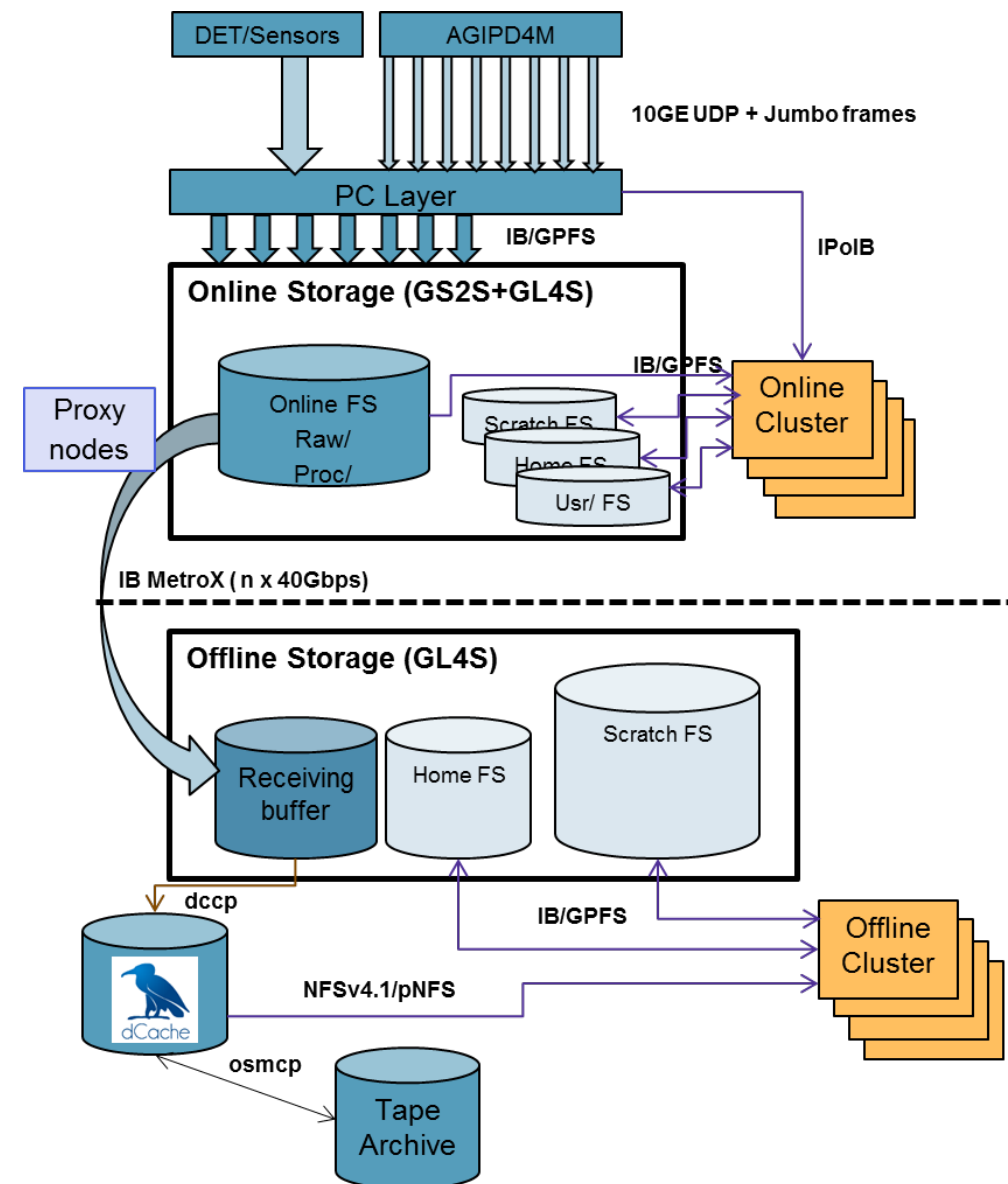 DET/Sensors
AGIPD4M
10GE UDP + Jumbo frames
PC Layer
IB/GPFS
IPoIB
Online Storage (GS2S+GL4S)
Proxy
nodes
Online FS
Raw/
Proc/
IB/GPFS
Scratch FS
Home FS
Usr/ FS
Online
Cluster
IB MetroX ( n x 40Gbps)
Offline Storage (GL4S)
Receiving
buffer
Home FS
Scratch FS
dccp
IB/GPFS
Offline
Cluster
dCache
NFSv4.1/pNFS
osmcp
Tape
Archive